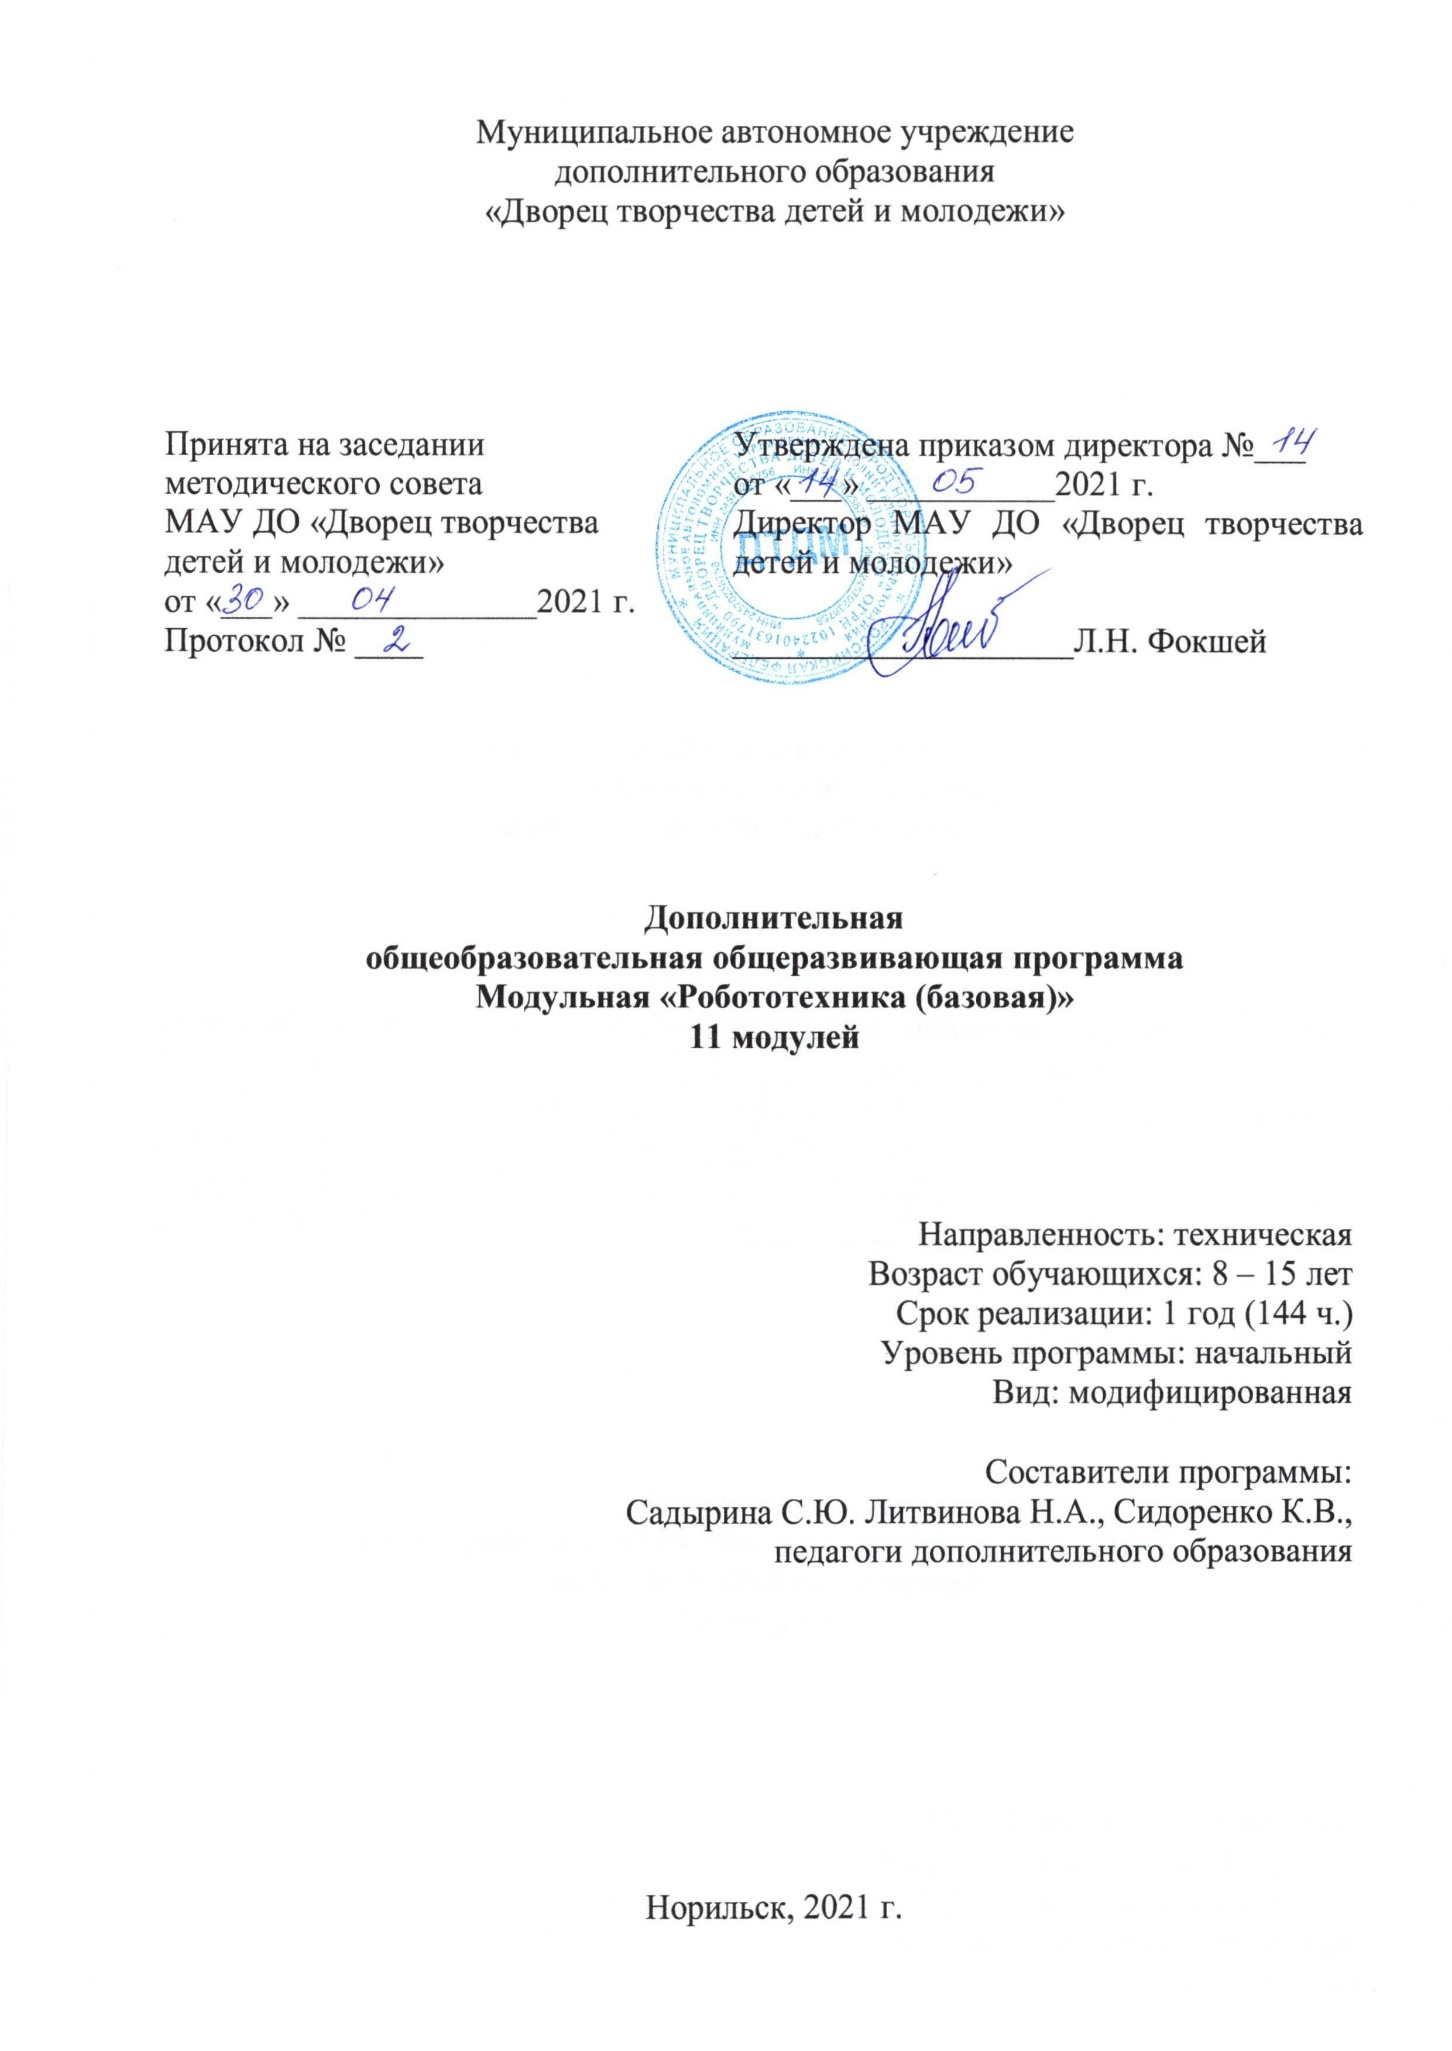 Муниципальное автономное учреждение
дополнительного образования
«Дворец творчества детей и молодежи»
Принята на заседании
методического совета
МАУ ДО «Дворец творчества
детей и молодежи»
от «30» 04 2021 г.
Протокол № 2
Утверждена приказом директора № 14
от «14» 05 2021 г.
Директор МАУ ДО «Дворец творчества
детей и молодежи»
Л.Н. Фокшей
ДТДМ
Дополнительная
общеобразовательная общеразвивающая программа
Модульная «Робототехника (базовая)»
11 модулей
Направленность: техническая
Возраст обучающихся: 8 – 15 лет
Срок реализации: 1 год (144 ч.)
Уровень программы: начальный
Вид: модифицированная
Составители программы:
Садырина С.Ю. Литвинова Н.А., Сидоренко К.В.,
педагоги дополнительного образования
Норильск, 2021 г.